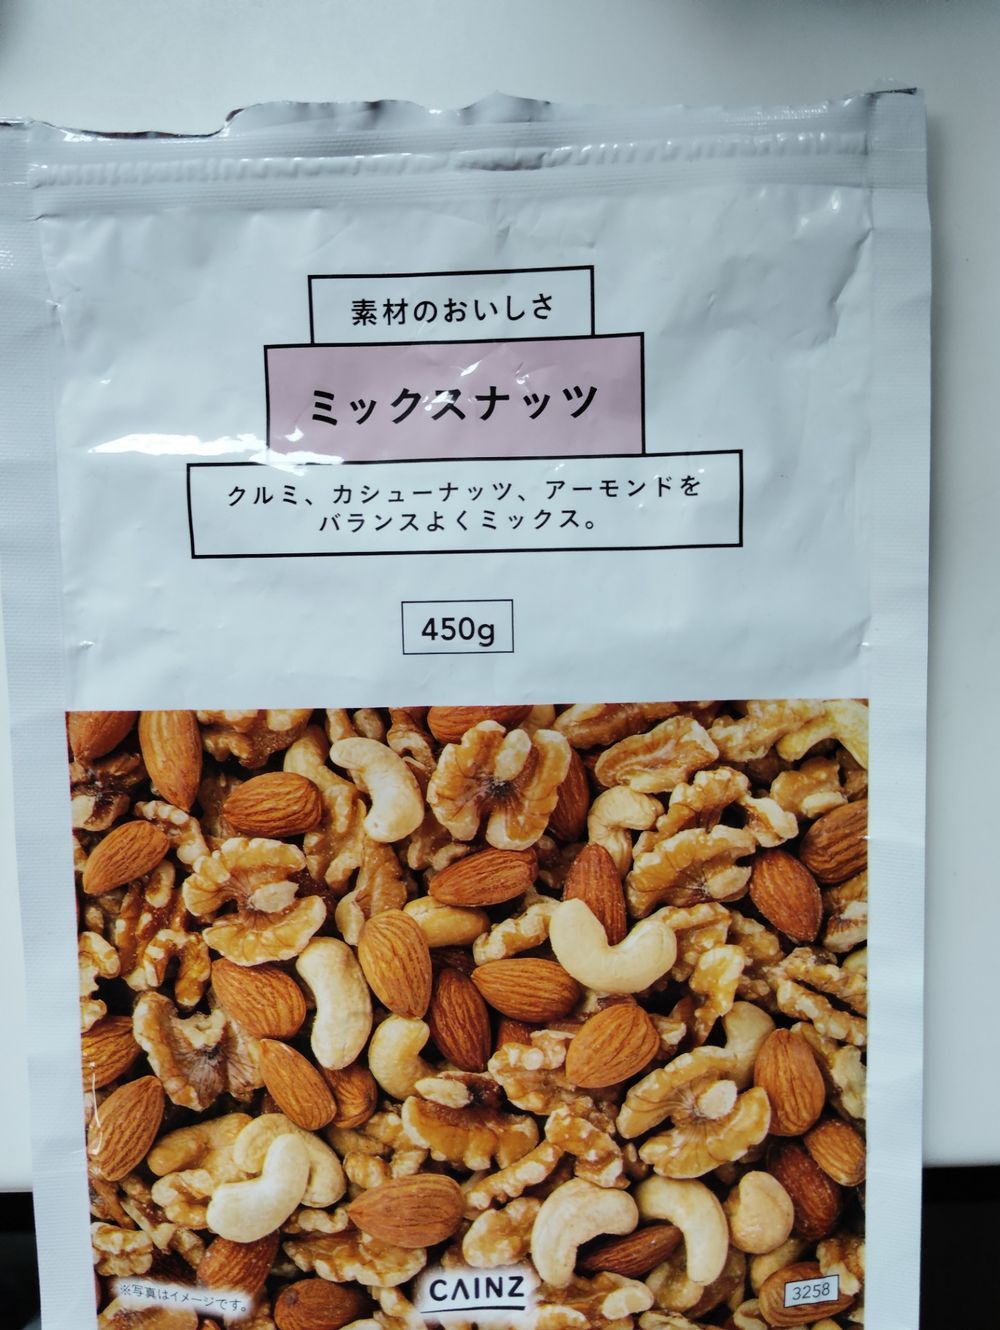 素材のおいしさ
ミックスナッツ
クルミ、カシューナッツ、アーモンドを
バランスよくミックス。
450g
※写真はイメージです。
CAINZ
3258